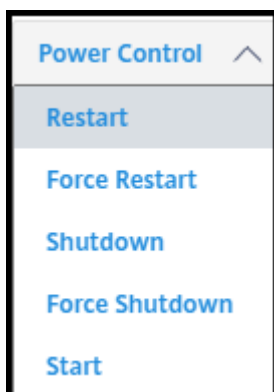 Power Control
Restart
Force Restart
Shutdown
Force Shutdown
Start